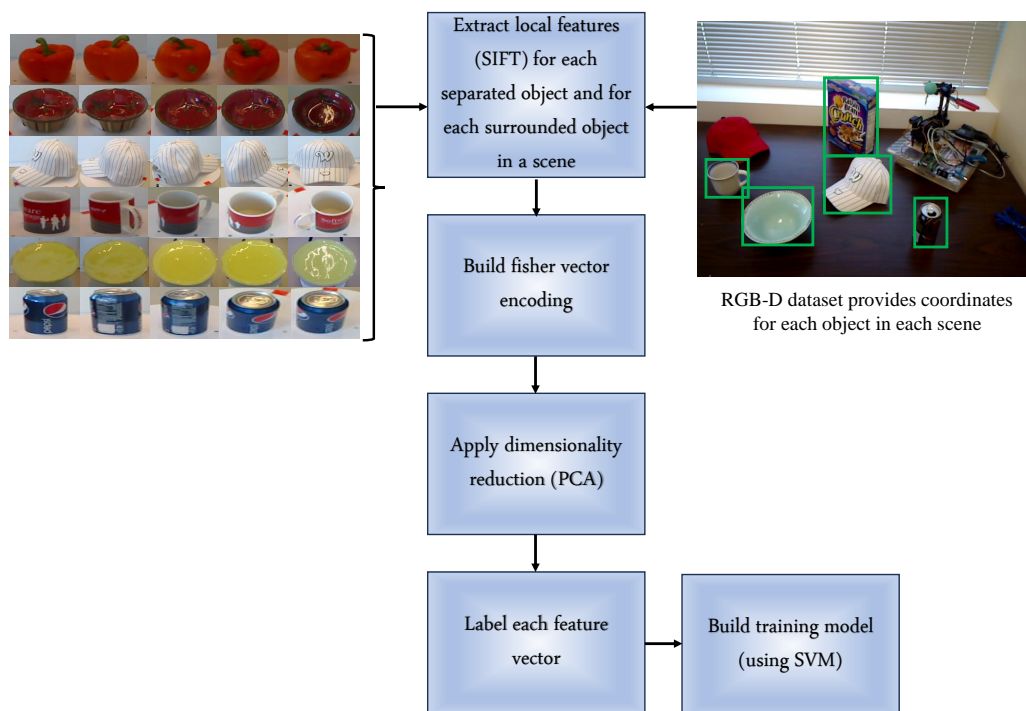 Extract local features
(SIFT) for each
separated object and for
each surrounded object
in a scene
Build fisher vector
encoding
RGB-D dataset provides coordinates
for each object in each scene
Apply dimensionality
reduction (PCA)
Label each feature
vector
Build training model
(using SVM)
pepsi